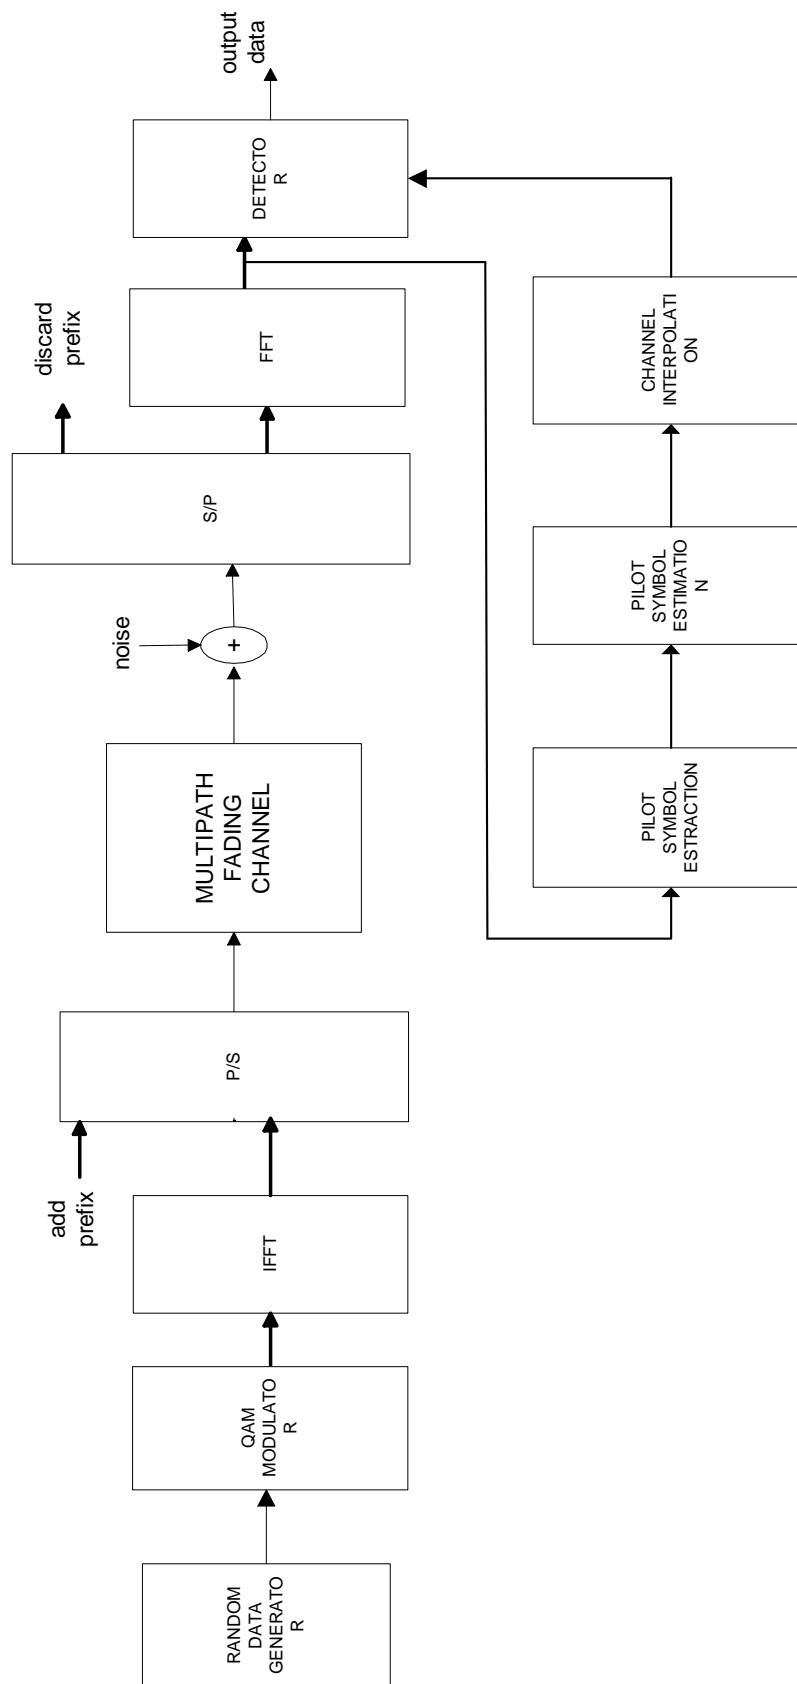 RANDOM
DATA
GENERATO
R
QAM
MODULATO
R
IFFT
add
prefix
P/S
MULTIPATH
FADING
CHANNEL
noise
+
S/P
discard
prefix
FFT
DETECTO
R
output
data
PILOT
SYMBOL
ESTRACTION
PILOT
SYMBOL
ESTIMATIO
N
CHANNEL
INTERPOLATI
ON